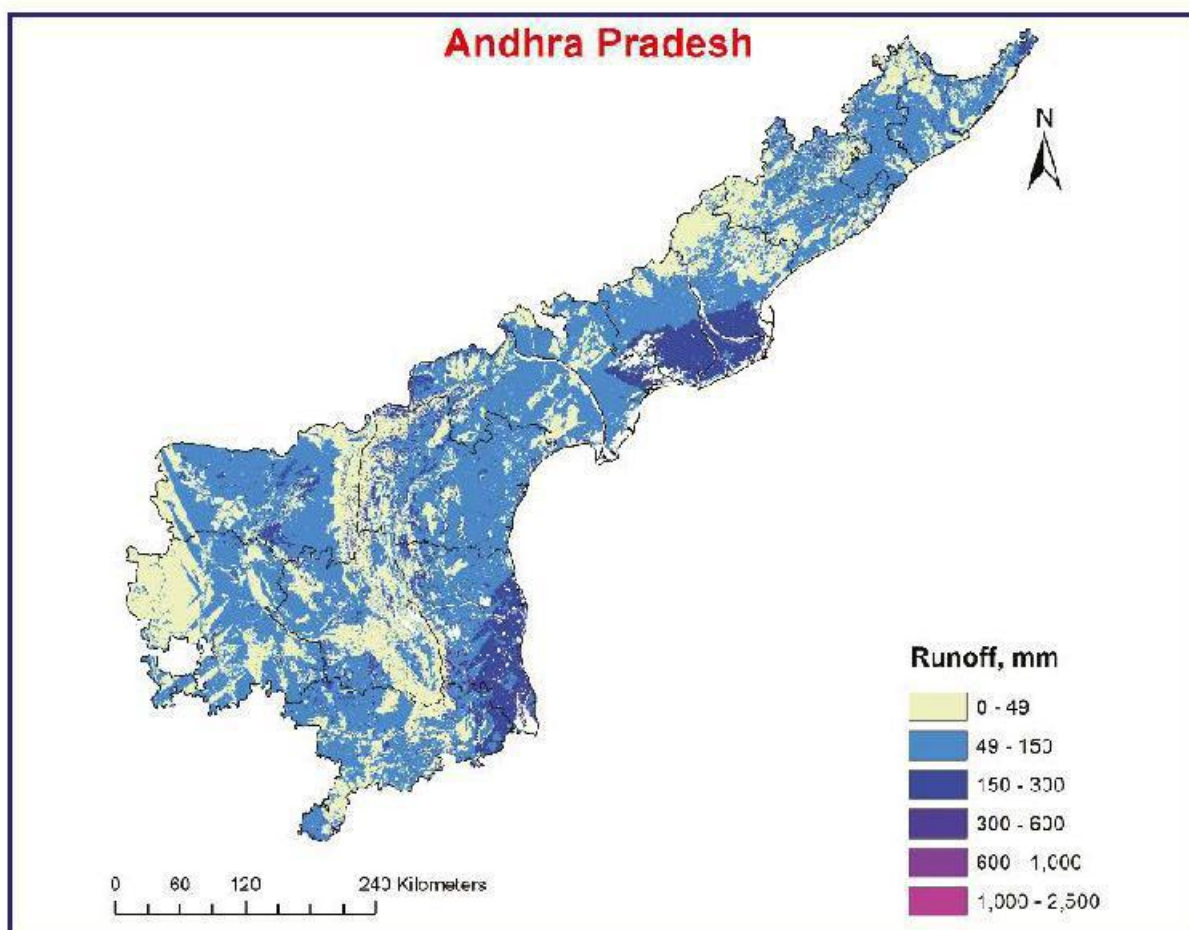 Andhra Pradesh
N
Runoff, mm
0 - 49
49 - 150
150 - 300
300 - 600
600 - 1,000
1,000 - 2,500
0 60 120 240 Kilometers